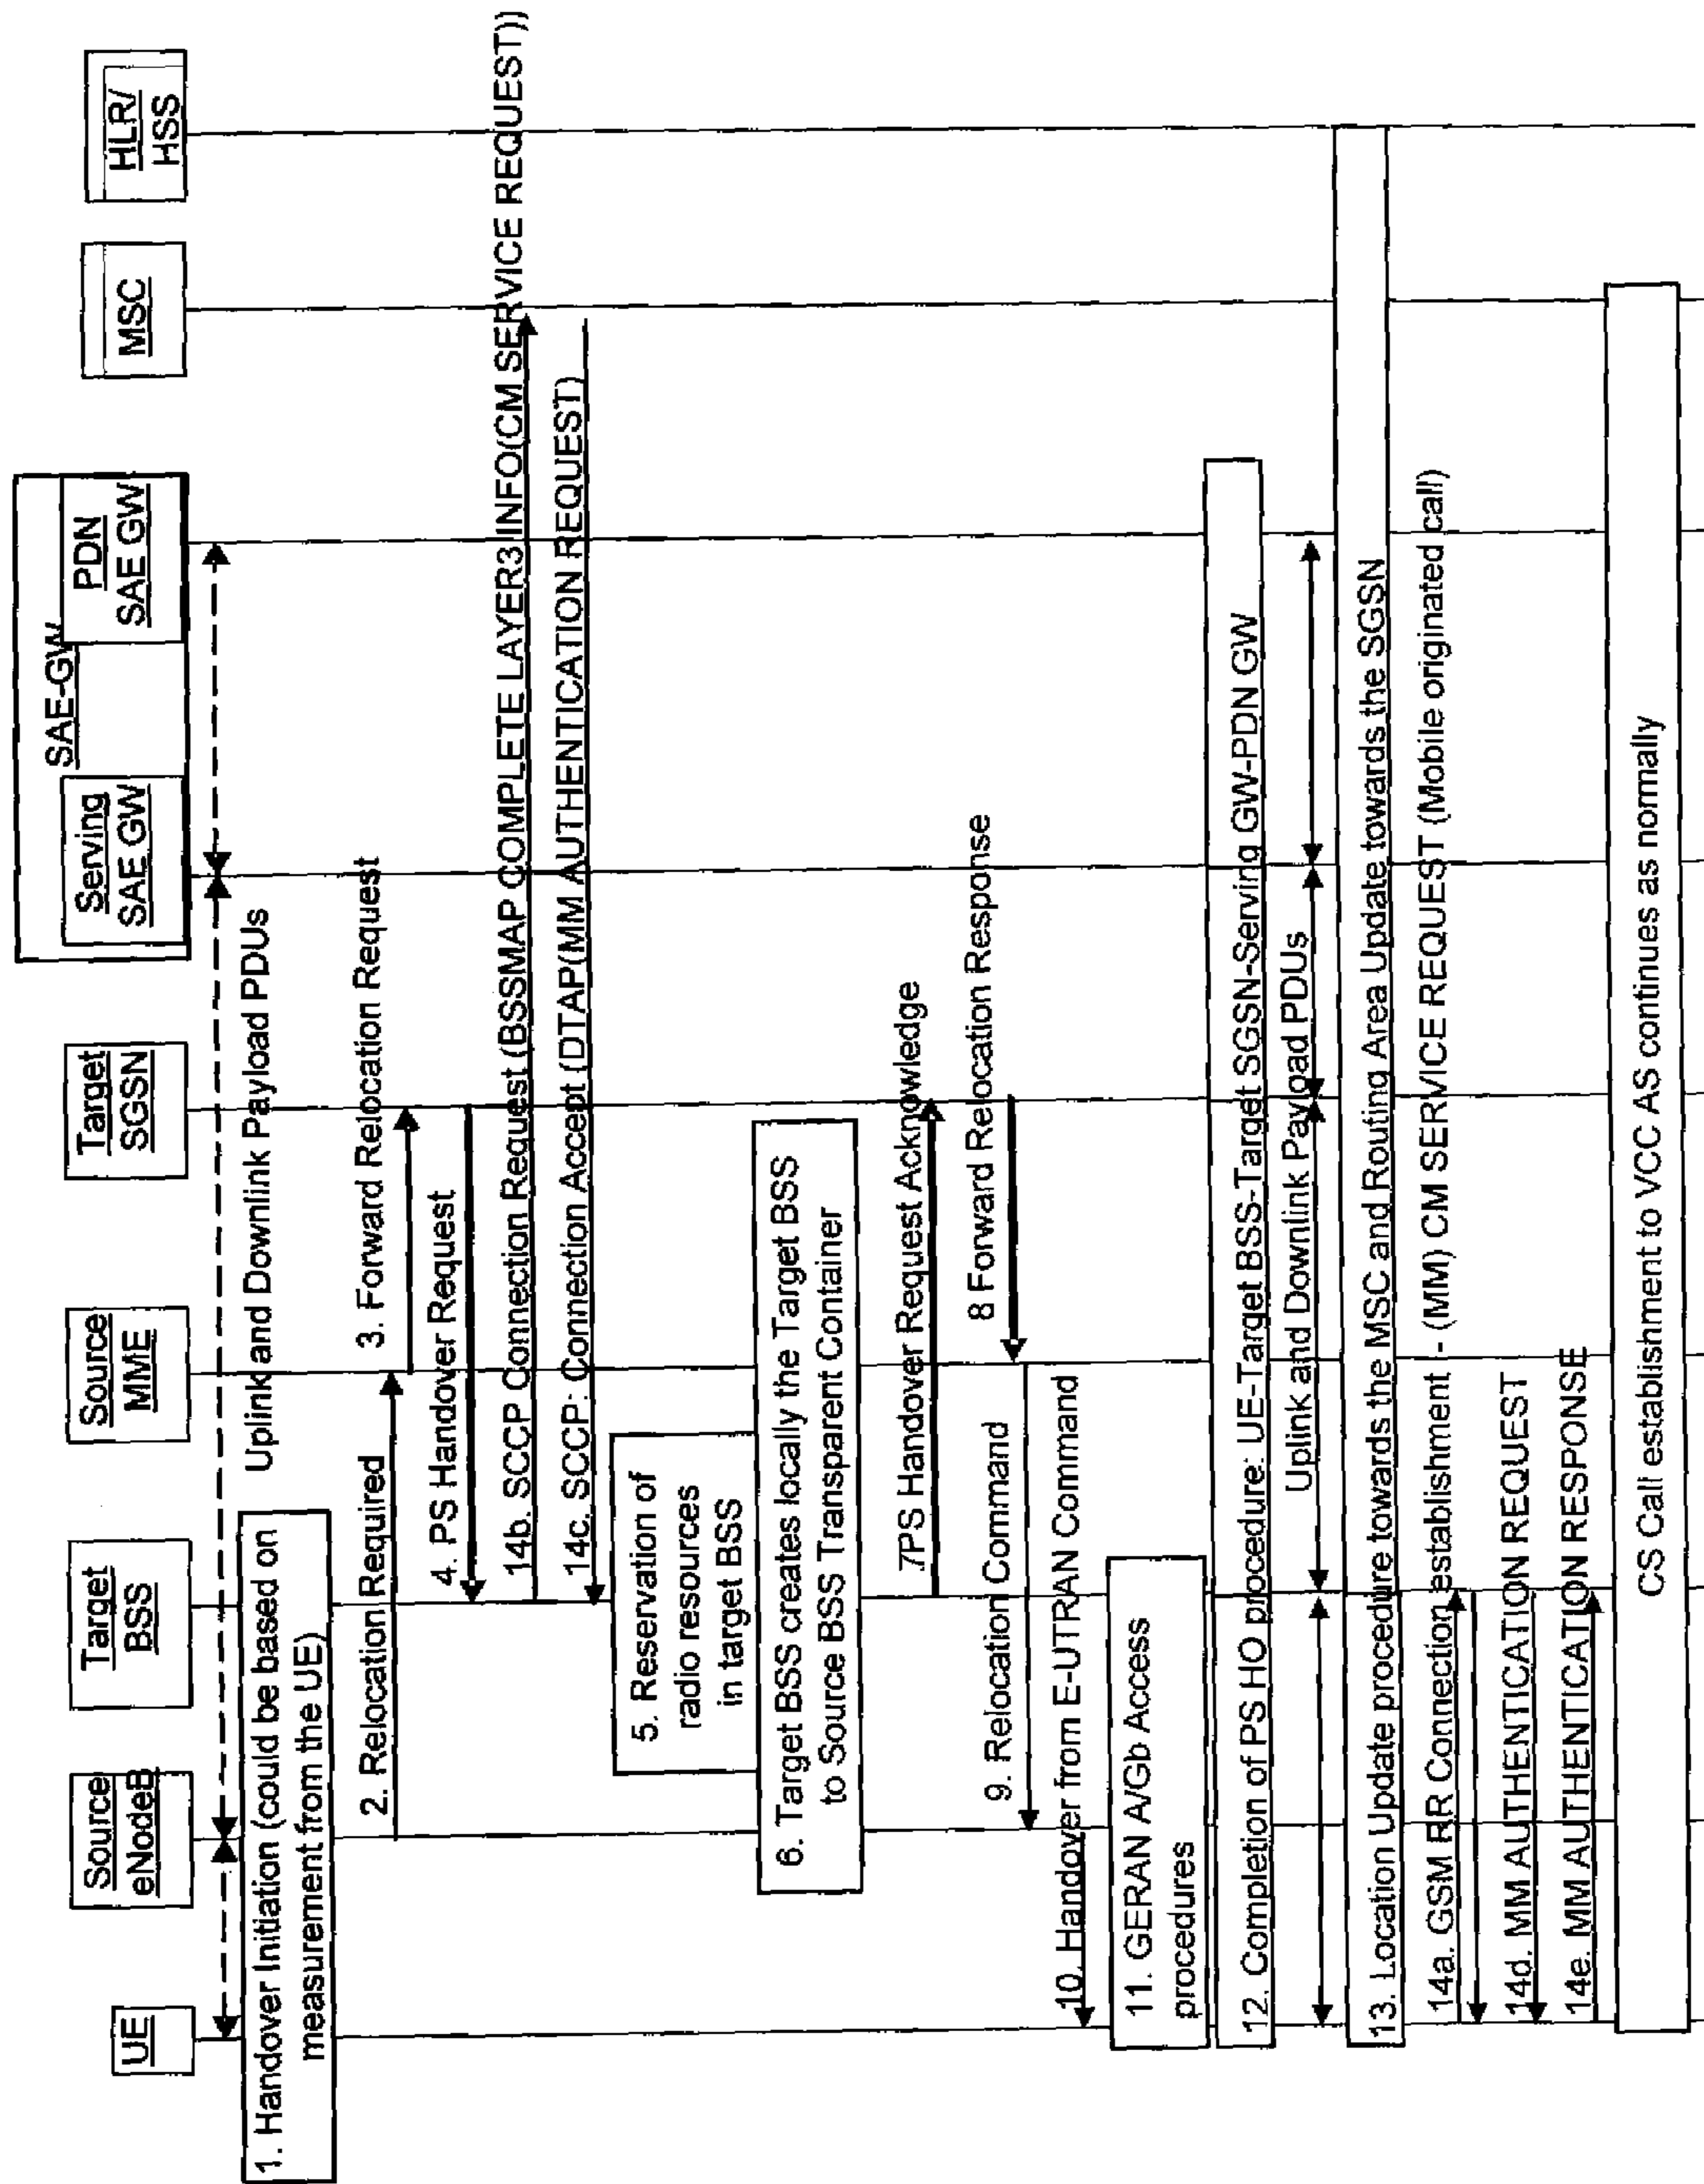 UE
Source
eNodeB
Target
BSS
Source
MME
Target
SGSN
SAE-GW
Serving
SAE GW
PDN
SAE GW
MSC
HLR/
HSS
Uplink and Downlink Payload PDUs
1. Handover Initiation (could be based on
measurement from the UE)
2. Relocation Required
3. Forward Relocation Request
4. PS Handover Request
14b. SCCP Connection Request (BSSMAP COMPLETE LAYER3 INFO(CM SERVICE REQUEST))
14c. SCCP: Connection Accept (DTAP(MM AUTHENTICATION REQUEST)
5. Reservation of
radio resources
in target BSS
6. Target BSS creates locally the Target BSS
to Source BSS Transparent Container
.7PS Handover Request Acknowledge
8 Forward Relocation Response
9. Relocation Command
10. Handover from E-UTRAN Command
11. GERAN A/Gb Access
procedures
12. Completion of PS HO procedure: UE-Target BSS-Target SGSN-Serving GW-PDN GW
Uplink and Downlink Payload PDUs
13. Location Update procedure towards the MSC and Routing Area Update towards the SGSN
14a. GSM RR Connection establishment - (MM) CM SERVICE REQUEST (Mobile originated call)
14d. MM AUTHENTICATION REQUEST
14e. MM AUTHENTICATION RESPONSE
CS Call establishment to VCC AS continues as normally